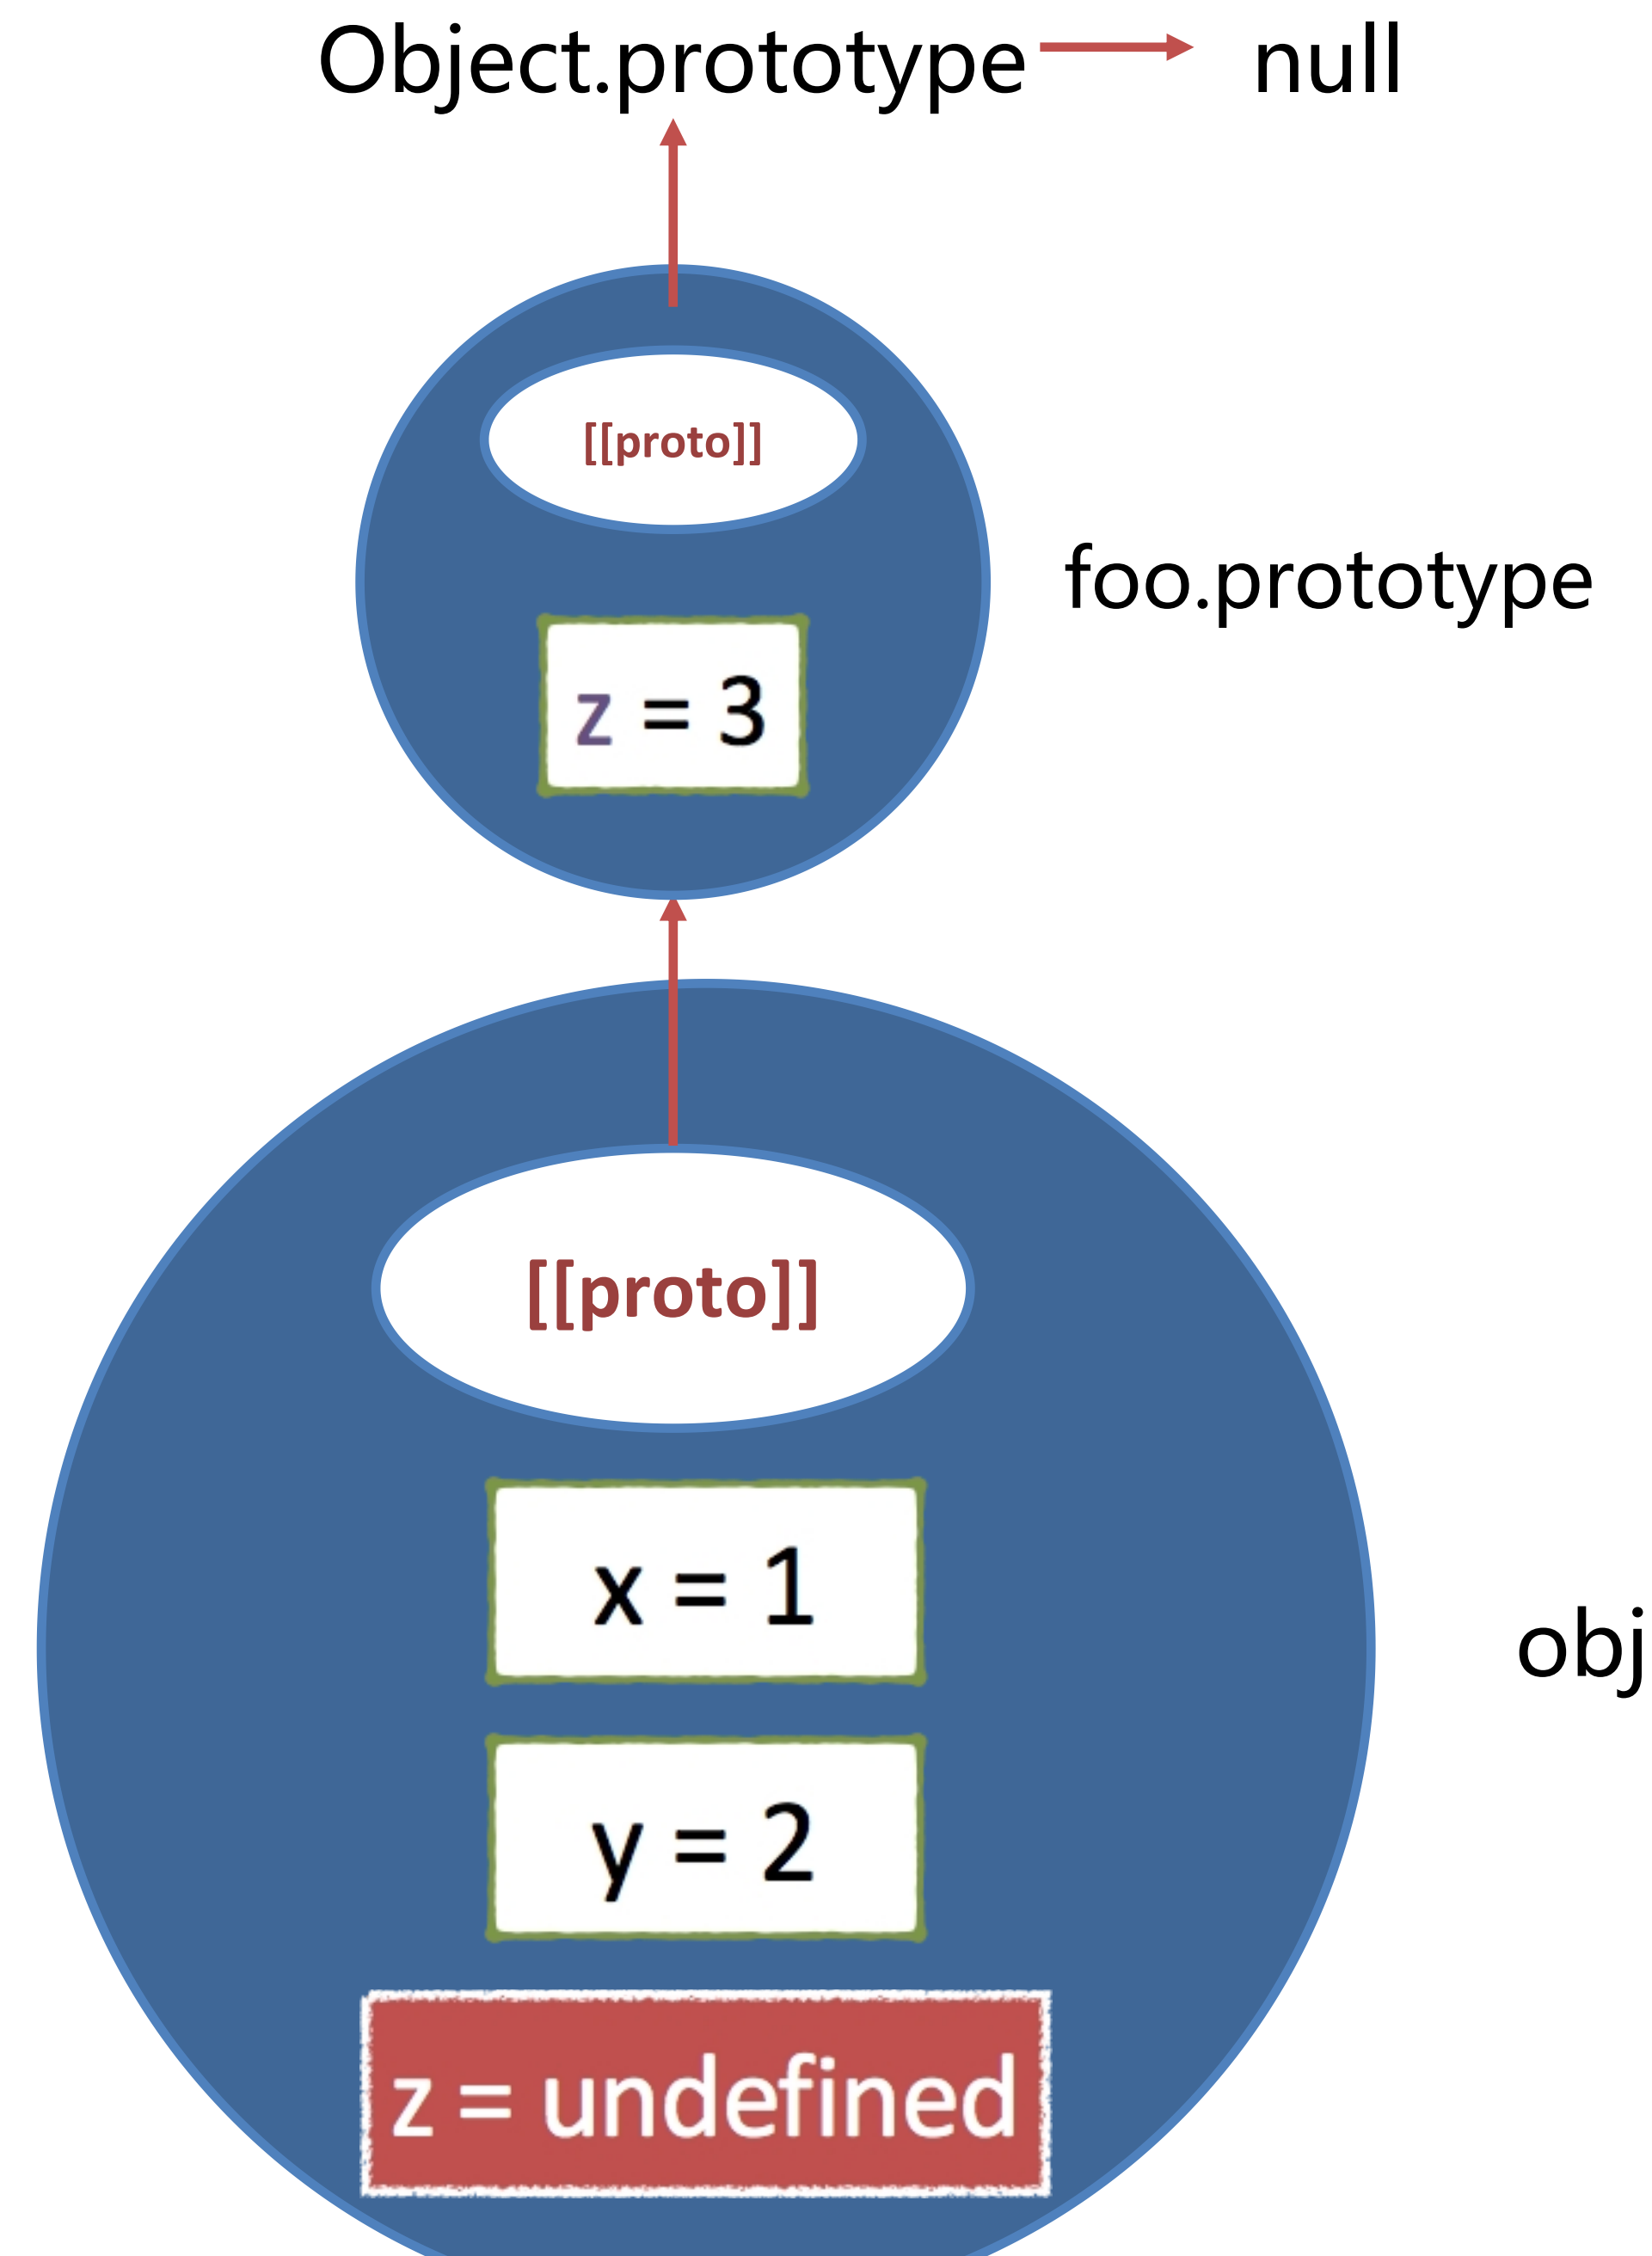 Object.prototype null
[[proto]]
foo.prototype
z = 3
[[proto]]
x = 1
obj
y = 2
z = undefined